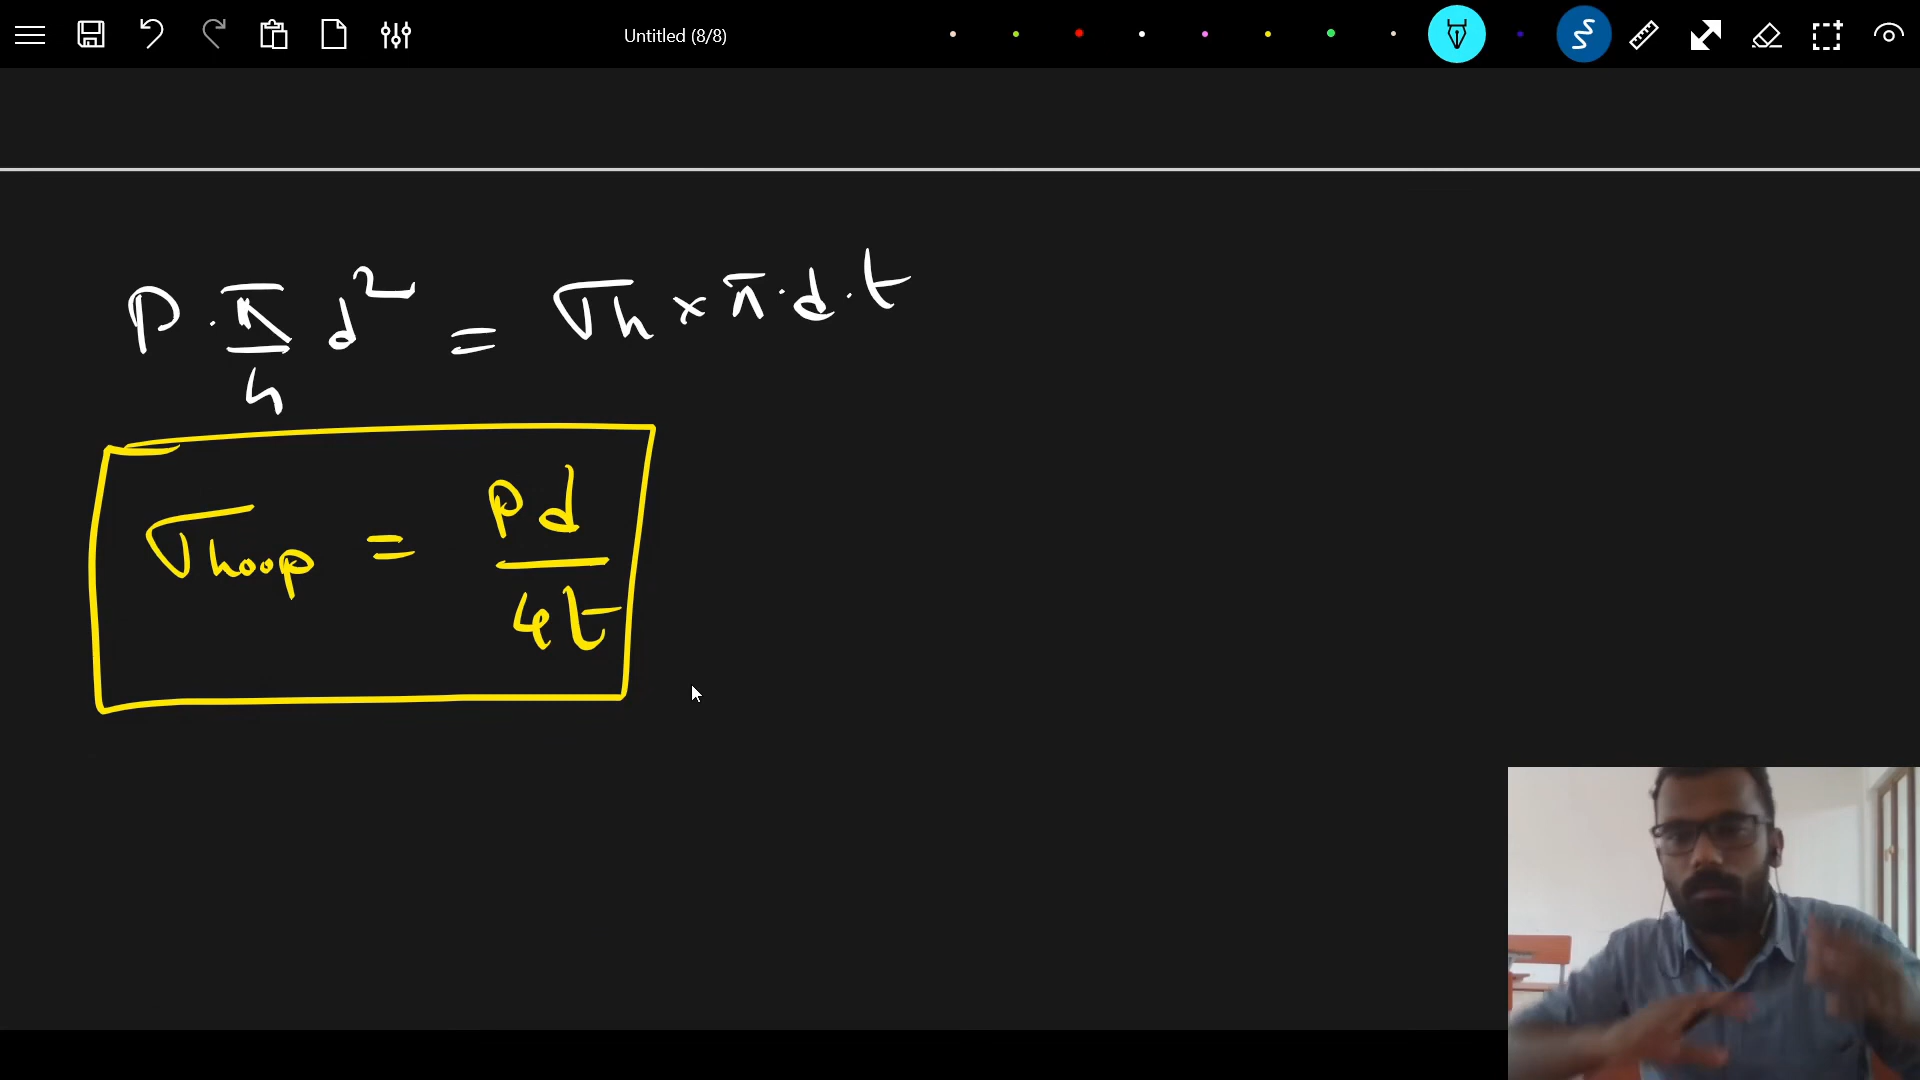 Untitled (8/8)
P · π/4 d² = σh × π · d · t
σhoop = Pd/4t